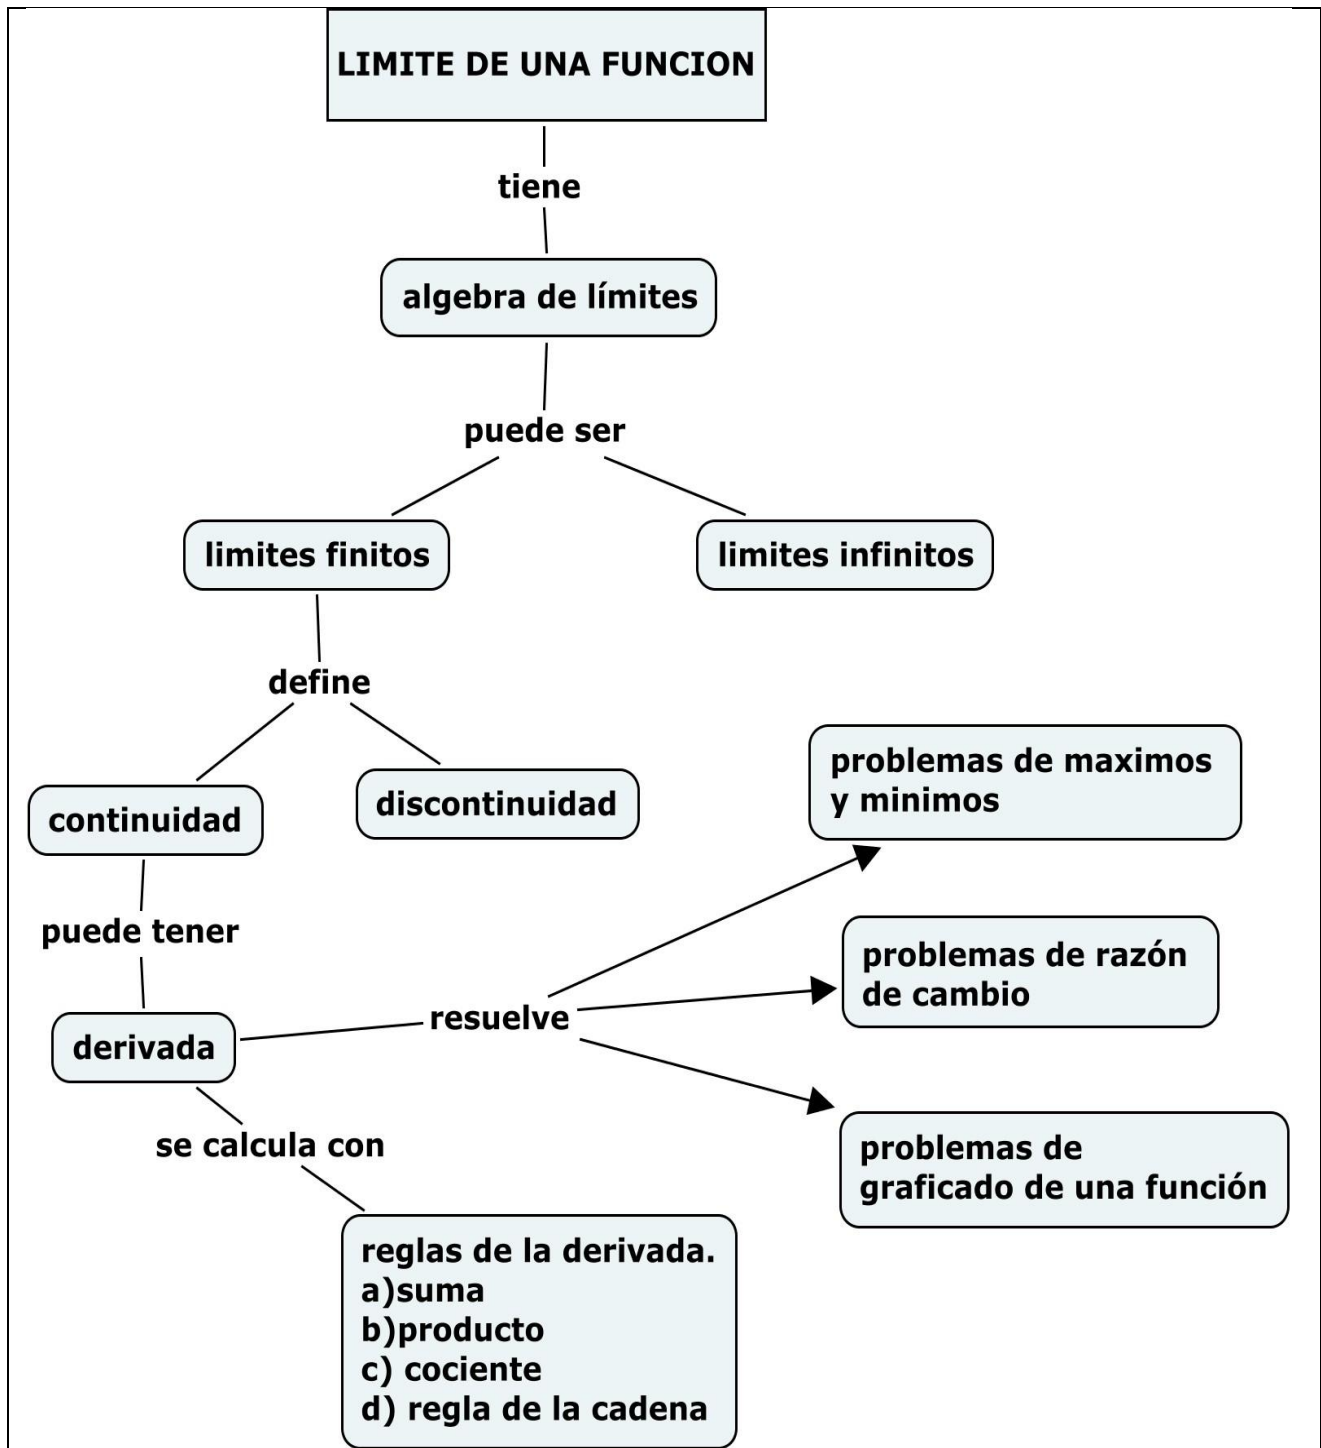 LIMITE DE UNA FUNCION
tiene
algebra de límites
puede ser
limites finitos
limites infinitos
define
continuidad
discontinuidad
problemas de maximos
y minimos
puede tener
problemas de razón
de cambio
derivada
resuelve
se calcula con
problemas de
graficado de una función
reglas de la derivada.
a)suma
b)producto
c) cociente
d) regla de la cadena